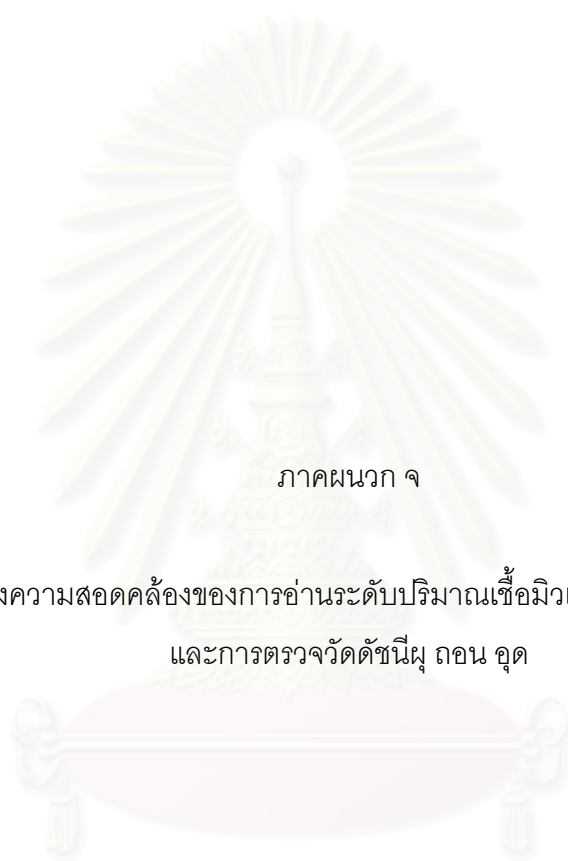 ภาคผนวก จ
ความสอดคล้องของการอ่านระดับปริมาณเชื้อ
และการตรวจวัดดัชนีผุ ถอน อุด